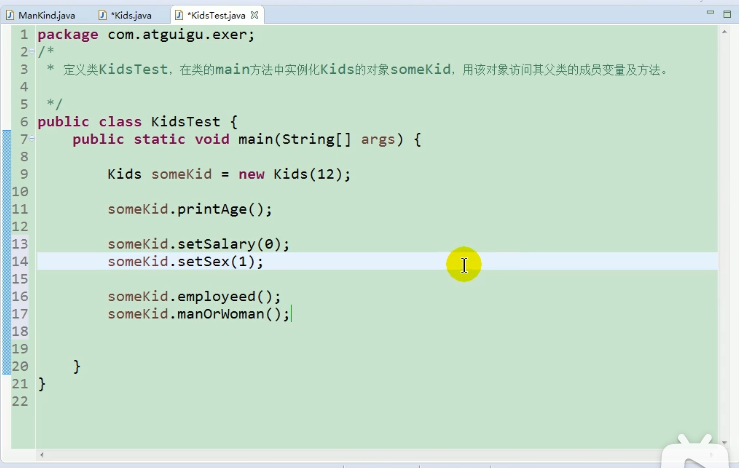 ManKind.java *Kids.java *KidsTest.java
1 package com.atguigu.exer;
2 /*
3 * 定义类KidsTest，在类的main方法中实例化Kids的对象someKid，用该对象访问其父类的成员变量及方法。
4
5 */
6 public class KidsTest {
7 public static void main(String[] args) {
8
9 Kids someKid = new Kids(12);
10
11 someKid.printAge();
12
13 someKid.setSalary(0);
14 someKid.setSex(1);
15
16 someKid.employeed();
17 someKid.manOrWoman();
18
19
20 }
21 }
22